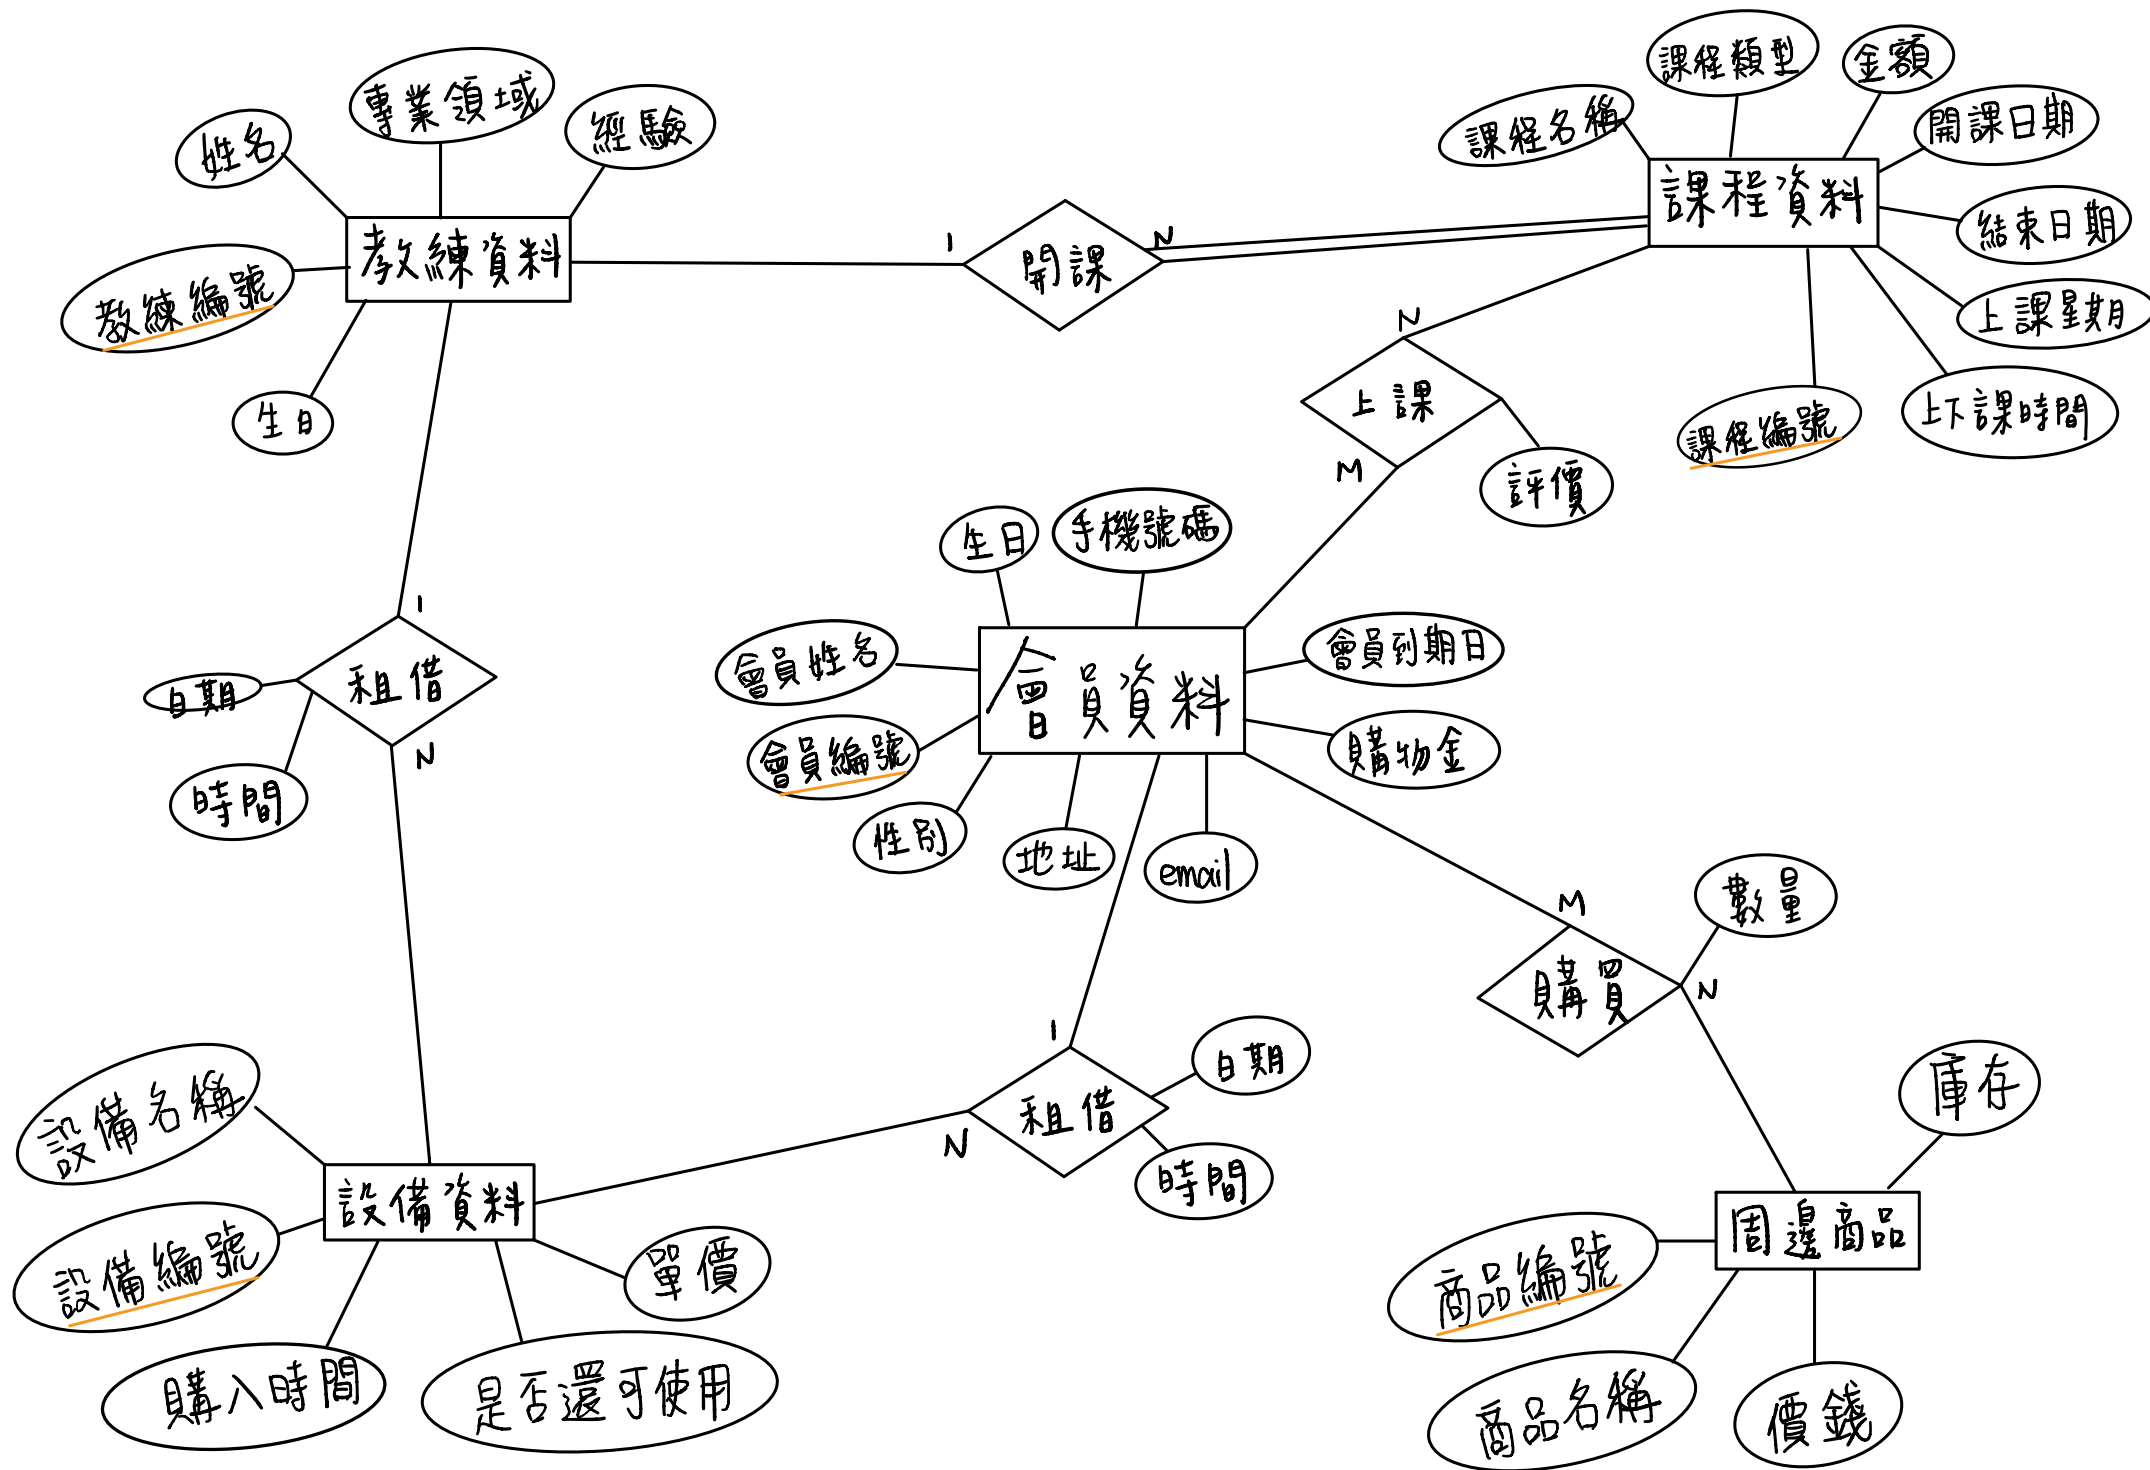 專業領域
經驗
姓名
教練資料
教練編號
生日
1
開課
N
課程類型
金額
課程名稱
開課日期
課程資料
結束日期
上課星期
上下課時間
課程編號
N
上課
M
評價
生日
手機號碼
會員姓名
會員到期日
會員資料
會員編號
購物金
性別
地址
email
1
租借
日期
時間
N
M
數量
購買
N
1
日期
租借
N
時間
設備名稱
設備資料
設備編號
單價
購入時間
是否還可使用
庫存
周邊商品
商品編號
商品名稱
價錢